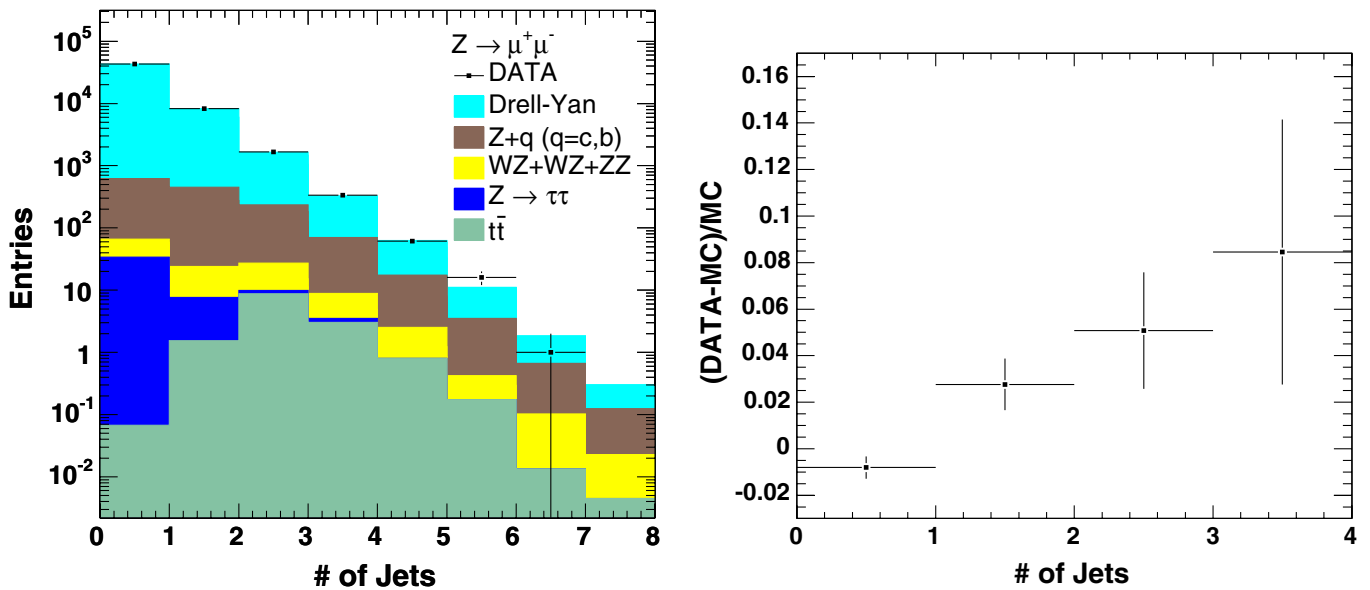 Z → μ⁺μ⁻
DATA
Drell-Yan
Z+q (q=c,b)
WZ+WZ+ZZ
Z → ττ
tt̄
Entries
10⁵
10⁴
10³
10²
10
1
10⁻¹
10⁻²
0 1 2 3 4 5 6 7 8
# of Jets
(DATA-MC)/MC
0.16
0.14
0.12
0.1
0.08
0.06
0.04
0.02
0
-0.02
0 1 2 3 4
# of Jets